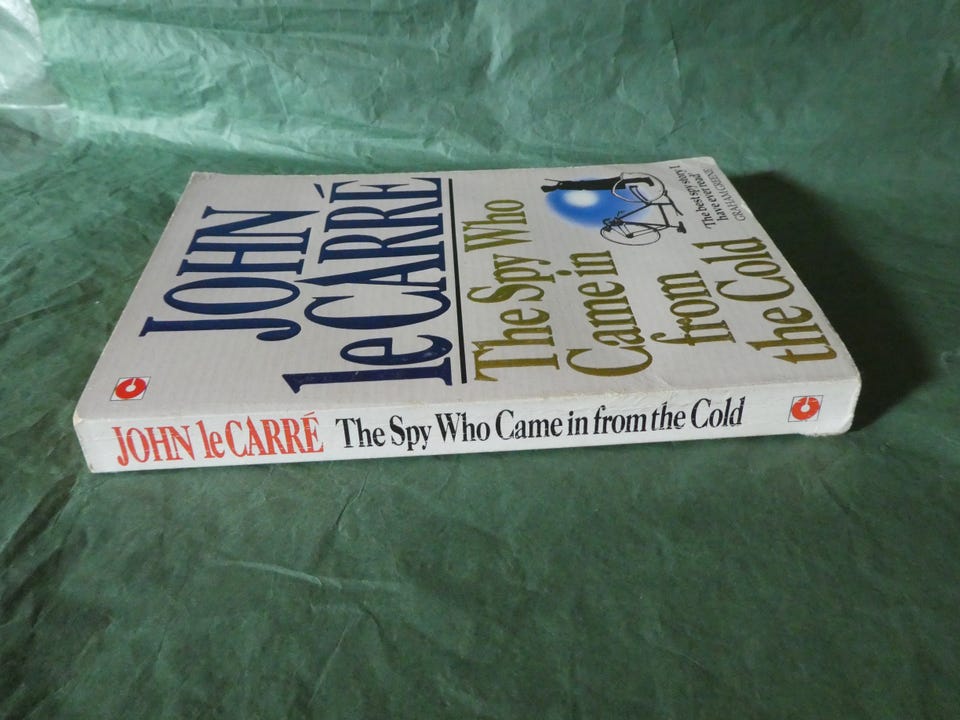 JOHN
le CARRÉ
The Spy Who
Came in
from
the Cold
'The best spy story I
have ever read'
GRAHAM GREENE
JOHN le CARRÉ The Spy Who Came in from the Cold